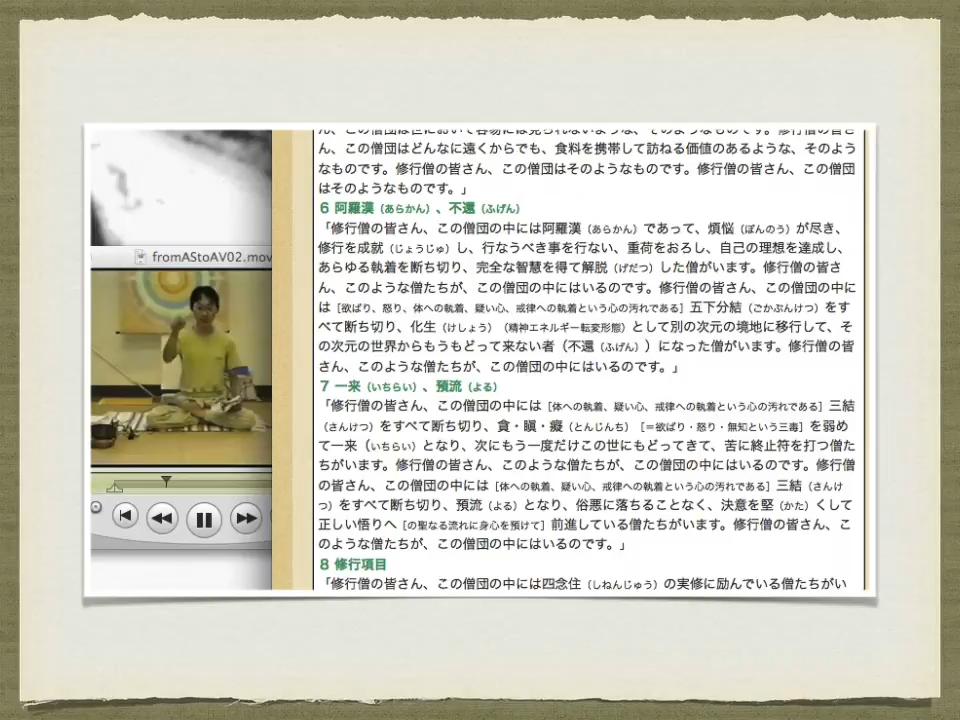 fromAStoAV02.mov
ん、この僧団は世において容易には見られないような、そのようなものです。修行僧の皆さ
ん、この僧団はどんなに遠くからでも、食料を携帯して訪ねる価値のあるような、そのよう
なものです。修行僧の皆さん、この僧団はそのようなものです。修行僧の皆さん、この僧団
はそのようなものです。」
6 阿羅漢（あらかん）、不還（ふげん）
「修行僧の皆さん、この僧団の中には阿羅漢（あらかん）であって、煩悩（ぼんのう）が尽き、
修行を成就（じょうじゅ）し、行なうべき事を行ない、重荷をおろし、自己の理想を達成し、
あらゆる執着を断ち切り、完全な智慧を得て解脱（げだつ）した僧がいます。修行僧の皆さ
ん、このような僧たちが、この僧団の中にはいるのです。修行僧の皆さん、この僧団の中に
は［欲ばり、怒り、体への執着、疑い心、戒律への執着という心の汚れである］五下分結（ごかぶんけつ）をす
べて断ち切り、化生（けしょう）（精神エネルギー転変形態）として別の次元の境地に移行して、そ
の次元の世界からもうもどって来ない者（不還（ふげん））になった僧がいます。修行僧の皆
さん、このような僧たちが、この僧団の中にはいるのです。」
7 一来（いちらい）、預流（よる）
「修行僧の皆さん、この僧団の中には［体への執着、疑い心、戒律への執着という心の汚れである］三結
（さんけつ）をすべて断ち切り、貪・瞋・癡（とんじんち）［＝欲ばり・怒り・無知という三毒］を弱め
て一来（いちらい）となり、次にもう一度だけこの世にもどってきて、苦に終止符を打つ僧た
ちがいます。修行僧の皆さん、このような僧たちが、この僧団の中にはいるのです。修行僧
の皆さん、この僧団の中には［体への執着、疑い心、戒律への執着という心の汚れである］三結（さんけ
つ）をすべて断ち切り、預流（よる）となり、俗悪に落ちることなく、決意を堅（かた）くして
正しい悟りへ［の聖なる流れに身心を預けて］前進している僧たちがいます。修行僧の皆さん、こ
のような僧たちが、この僧団の中にはいるのです。」
8 修行項目
「修行僧の皆さん、この僧団の中には四念住（しねんじゅう）の実修に励んでいる僧たちがい